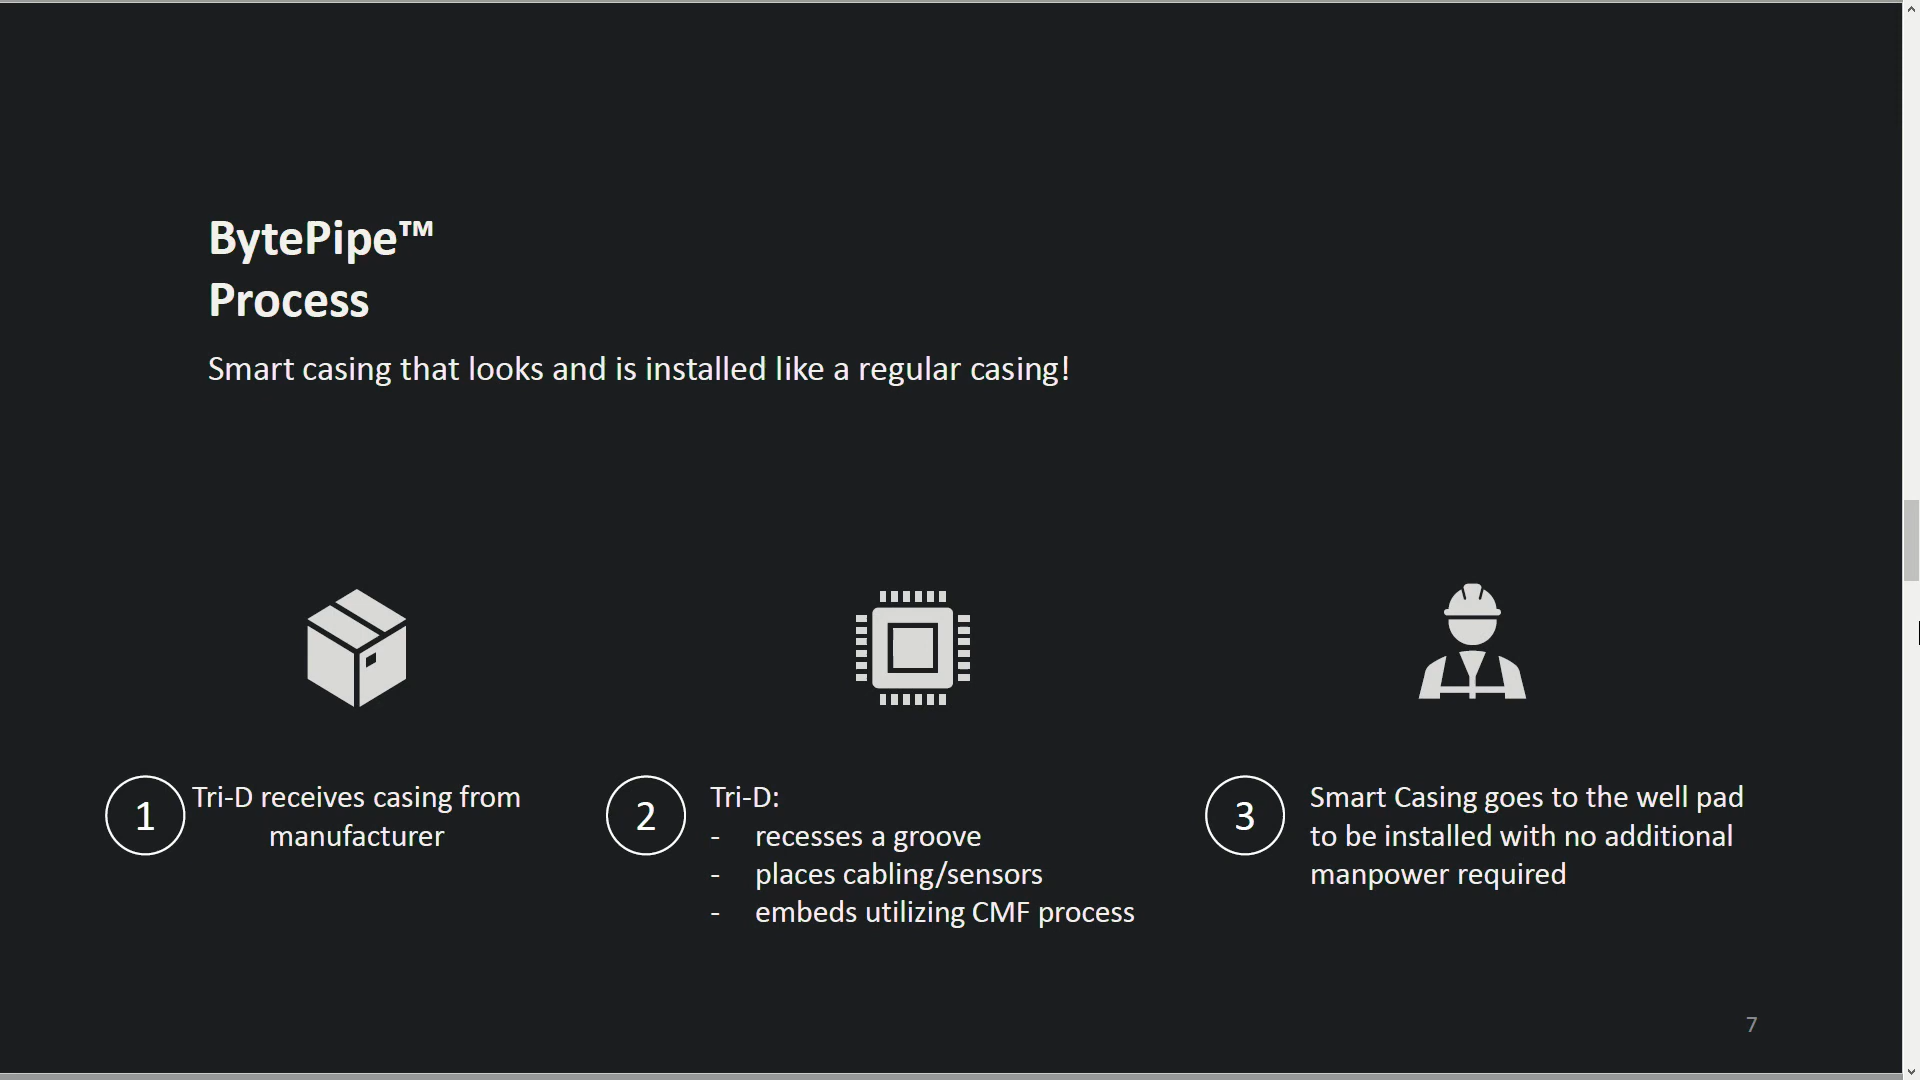 BytePipe™
Process
Smart casing that looks and is installed like a regular casing!
1
Tri-D receives casing from
manufacturer
2
Tri-D:
- recesses a groove
- places cabling/sensors
- embeds utilizing CMF process
3
Smart Casing goes to the well pad
to be installed with no additional
manpower required
7